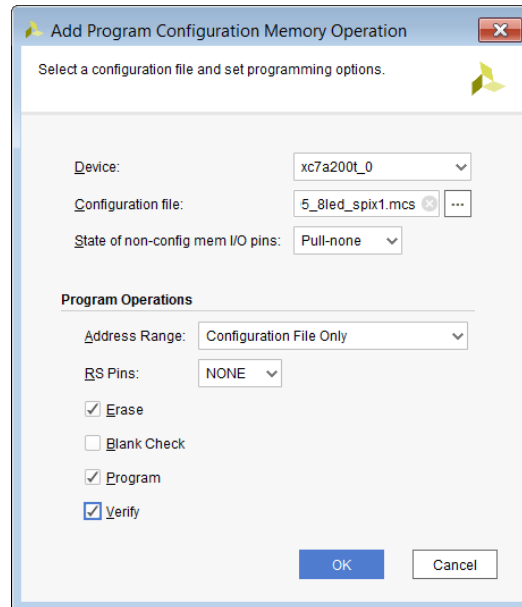 Add Program Configuration Memory Operation
Select a configuration file and set programming options.
Device: xc7a200t_0
Configuration file: 5_8led_spix1.mcs ...
State of non-config mem I/O pins: Pull-none
Program Operations
Address Range: Configuration File Only
RS Pins: NONE
Erase
Blank Check
Program
Verify
OK Cancel